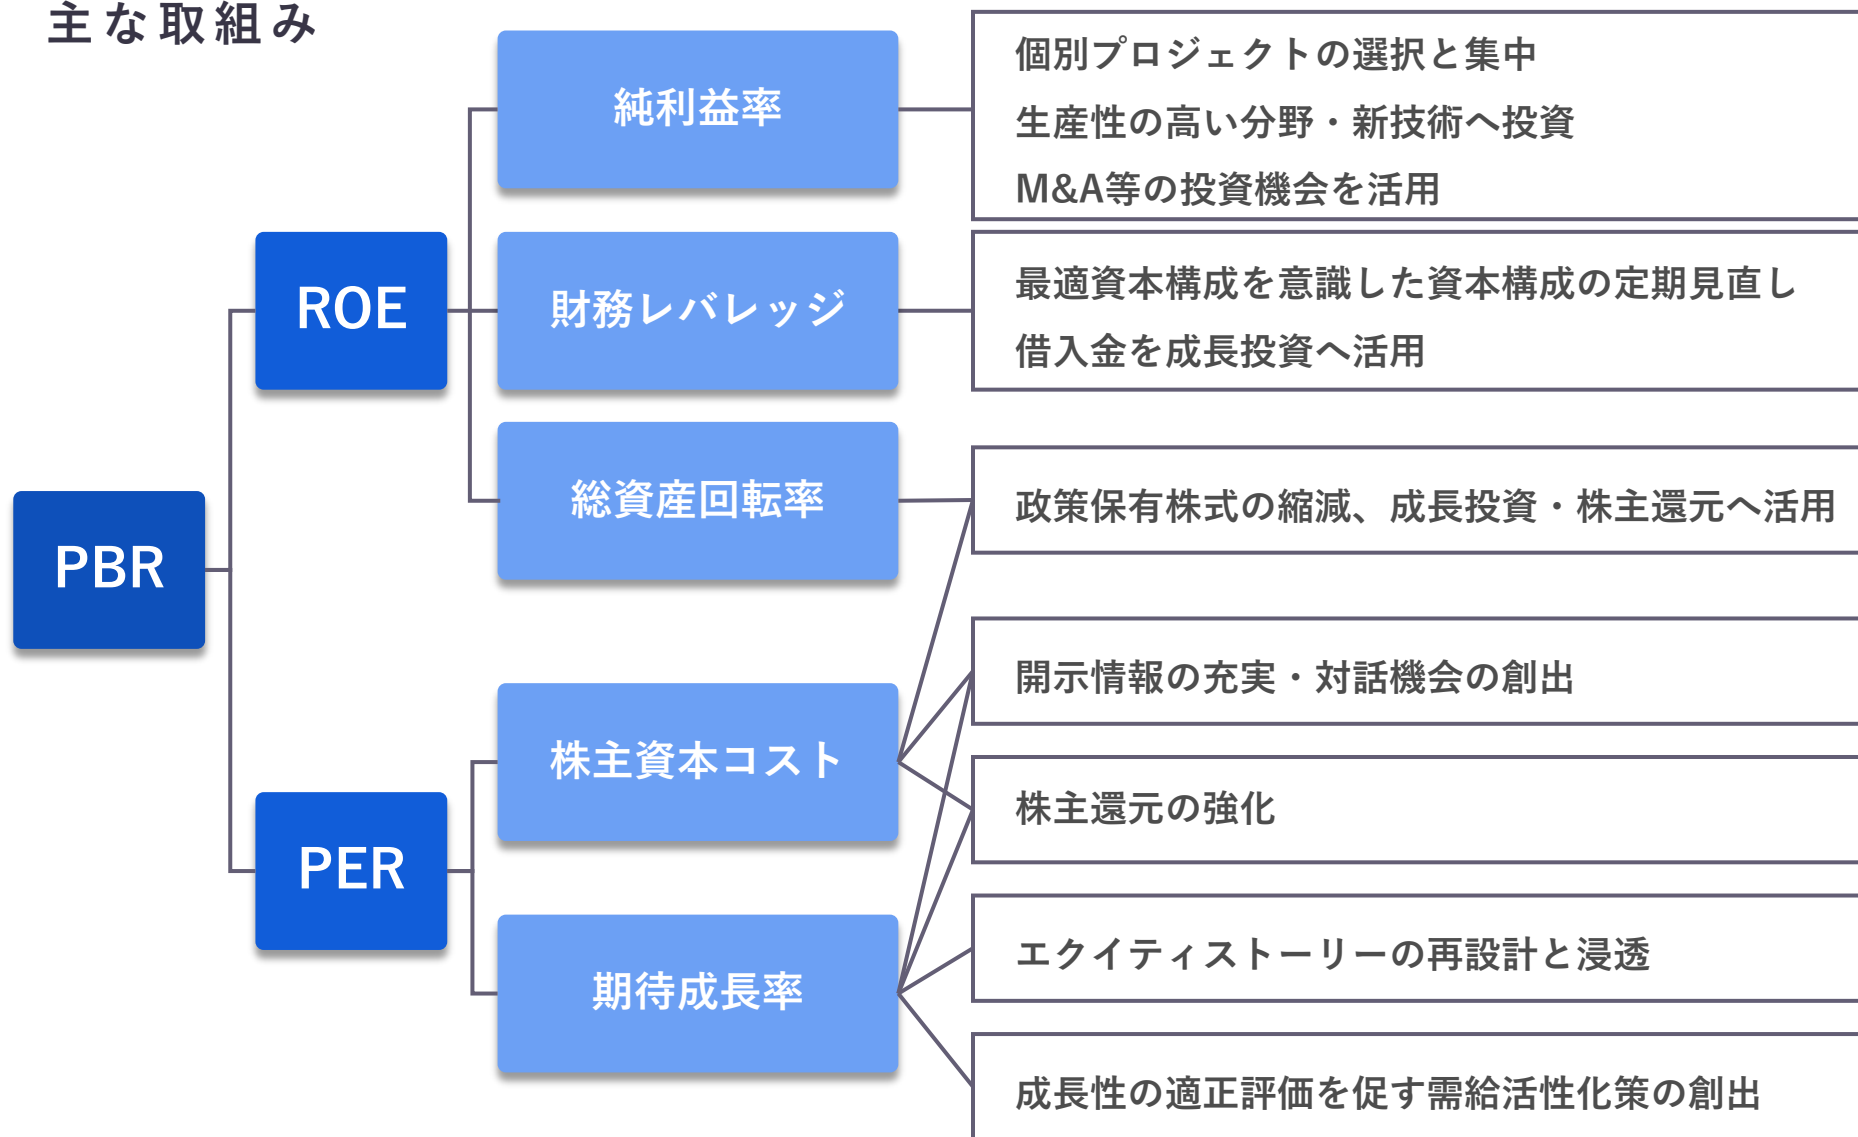 主な取組み
純利益率
個別プロジェクトの選択と集中
生産性の高い分野・新技術へ投資
M&A等の投資機会を活用
ROE
財務レバレッジ
最適資本構成を意識した資本構成の定期見直し
借入金を成長投資へ活用
総資産回転率
政策保有株式の縮減、成長投資・株主還元へ活用
PBR
開示情報の充実・対話機会の創出
株主資本コスト
株主還元の強化
PER
エクイティストーリーの再設計と浸透
期待成長率
成長性の適正評価を促す需給活性化策の創出